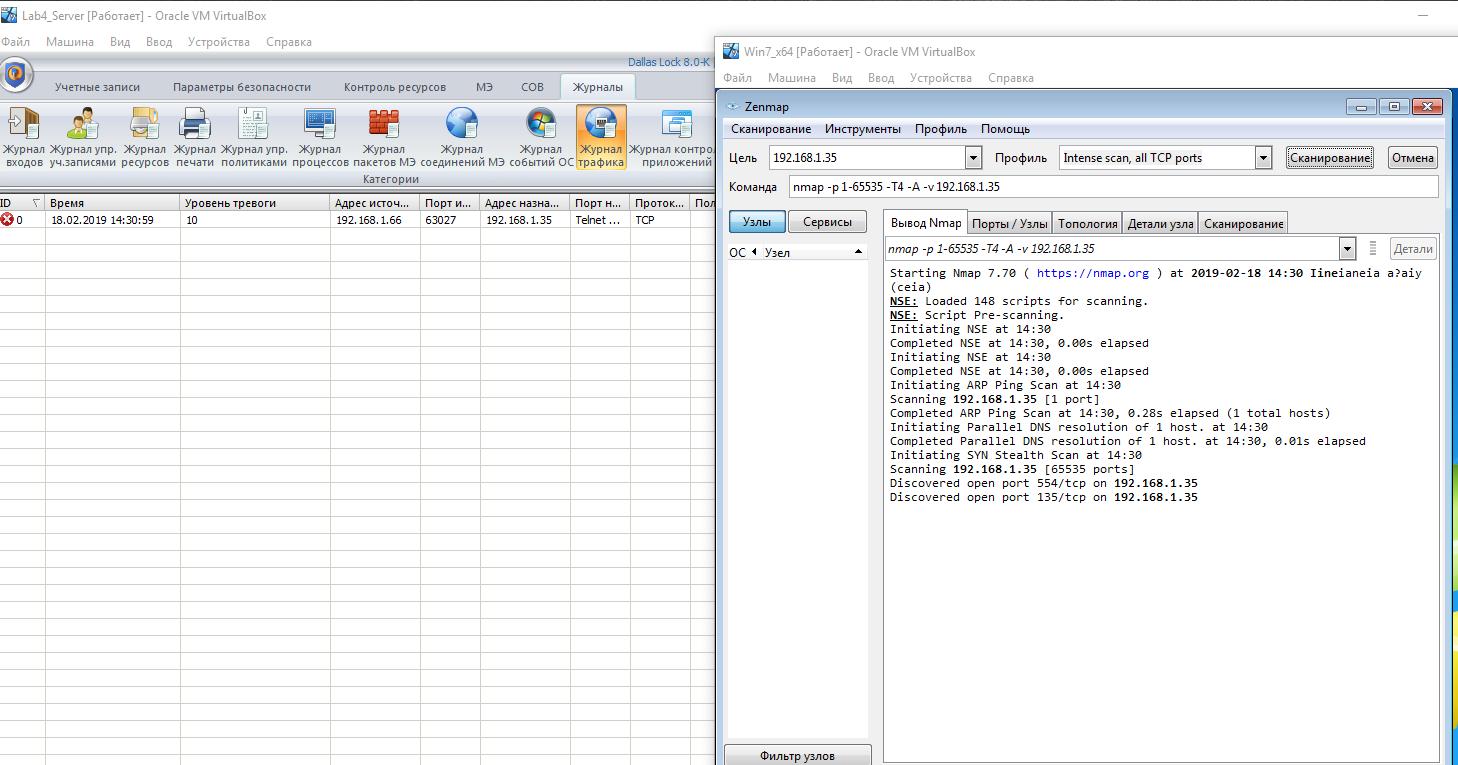 Lab4_Server [Работает] - Oracle VM VirtualBox
Файл Машина Вид Ввод Устройства Справка
Dallas Lock 8.0-K
Учетные записи Параметры безопасности Контроль ресурсов МЭ СОВ Журналы
Журнал входов
Журнал упр. уч.записями
Журнал ресурсов
Журнал печати
Журнал упр. политиками
Журнал процессов
Журнал пакетов МЭ
Журнал соединений МЭ
Журнал событий ОС
Журнал трафика
Журнал контро приложений
Категории
ID Время Уровень тревоги Адрес источ... Порт и... Адрес назна... Порт н... Проток... Пол
0 18.02.2019 14:30:59 10 192.168.1.66 63027 192.168.1.35 Telnet ... TCP
Win7_x64 [Работает] - Oracle VM VirtualBox
Файл Машина Вид Ввод Устройства Справка
Zenmap
Сканирование Инструменты Профиль Помощь
Цель 192.168.1.35 Профиль Intense scan, all TCP ports Сканирование Отмена
Команда nmap -p 1-65535 -T4 -A -v 192.168.1.35
Узлы Сервисы
ОС Узел
Вывод Nmap Порты / Узлы Топология Детали узла Сканирование
nmap -p 1-65535 -T4 -A -v 192.168.1.35 Детали
Starting Nmap 7.70 ( https://nmap.org ) at 2019-02-18 14:30 Iineianeia a?aiy
(ceia)
NSE: Loaded 148 scripts for scanning.
NSE: Script Pre-scanning.
Initiating NSE at 14:30
Completed NSE at 14:30, 0.00s elapsed
Initiating NSE at 14:30
Completed NSE at 14:30, 0.00s elapsed
Initiating ARP Ping Scan at 14:30
Scanning 192.168.1.35 [1 port]
Completed ARP Ping Scan at 14:30, 0.28s elapsed (1 total hosts)
Initiating Parallel DNS resolution of 1 host. at 14:30
Completed Parallel DNS resolution of 1 host. at 14:30, 0.01s elapsed
Initiating SYN Stealth Scan at 14:30
Scanning 192.168.1.35 [65535 ports]
Discovered open port 554/tcp on 192.168.1.35
Discovered open port 135/tcp on 192.168.1.35
Фильтр узлов